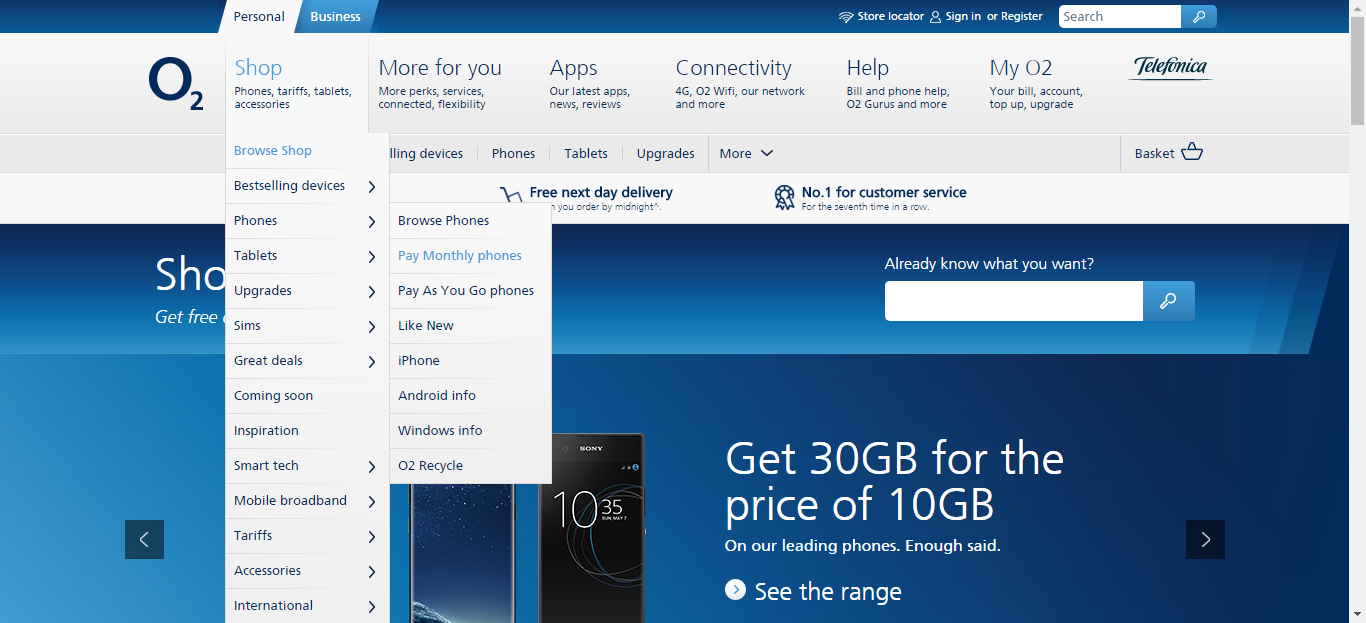 Personal
Business
Store locator
Sign in or Register
Search
O2
Shop
Phones, tariffs, tablets,
accessories
More for you
More perks, services,
connected, flexibility
Apps
Our latest apps,
news, reviews
Connectivity
4G, O2 Wifi, our network
and more
Help
Bill and phone help,
O2 Gurus and more
My O2
Your bill, account,
top up, upgrade
Telefónica
lling devices
Phones
Tablets
Upgrades
More
Basket
Browse Shop
Bestselling devices
Phones
Tablets
Upgrades
Sims
Great deals
Coming soon
Inspiration
Smart tech
Mobile broadband
Tariffs
Accessories
International
Browse Phones
Pay Monthly phones
Pay As You Go phones
Like New
iPhone
Android info
Windows info
O2 Recycle
Free next day delivery
you order by midnight^.
No.1 for customer service
For the seventh time in a row.
Sho
Get free
Already know what you want?
SONY
10 35
SUN, MAY 7
Get 30GB for the
price of 10GB
On our leading phones. Enough said.
See the range